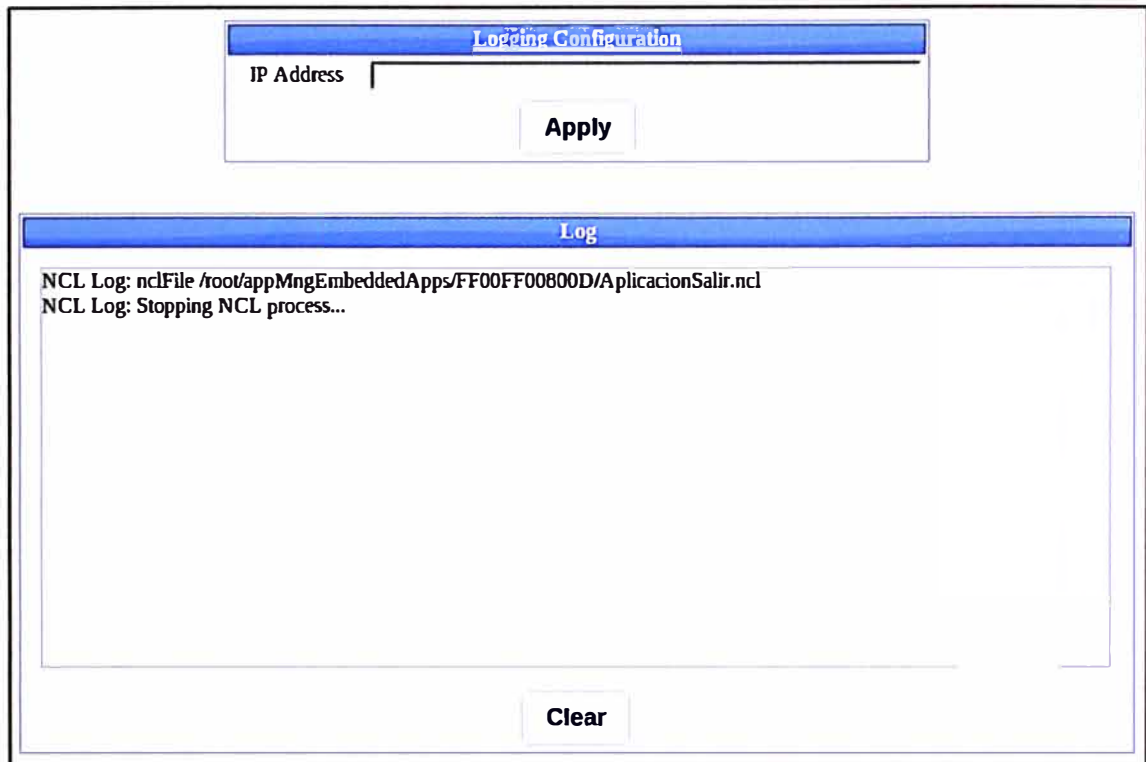 Logging Configuration
IP Address
Apply
Log
NCL Log: nclFile /root/appMngEmbeddedApps/FF00FF00800D/AplicacionSalir.ncl
NCL Log: Stopping NCL process...
Clear